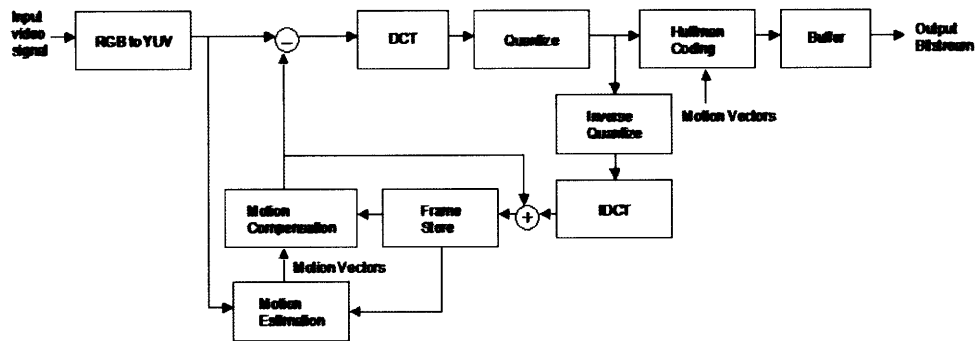 Input
video
signal
RGB to YUV
−
DCT
Quantize
Huffman
Coding
Buffer
Output
Bitstream
Motion Vectors
Inverse
Quantize
IDCT
+
Frame
Store
Motion
Compensation
Motion Vectors
Motion
Estimation